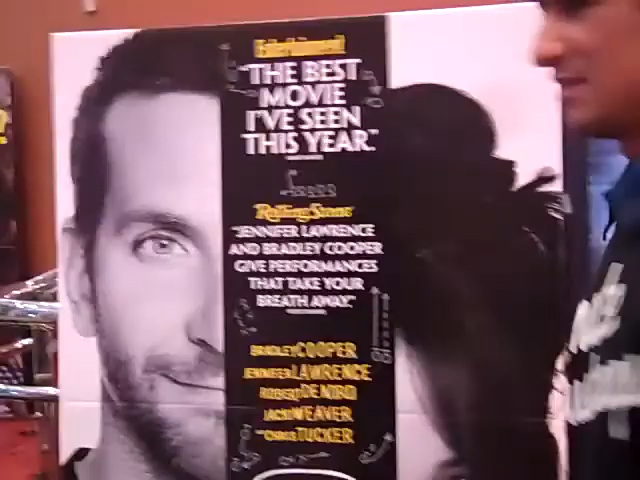 Entertainment
"THE BEST
MOVIE
I'VE SEEN
THIS YEAR."
RollingStone
"JENNIFER LAWRENCE
AND BRADLEY COOPER
GIVE PERFORMANCES
THAT TAKE YOUR
BREATH AWAY."
BRADLEY COOPER
JENNIFER LAWRENCE
ROBERT DE NIRO
JACKI WEAVER
CHRIS TUCKER
?